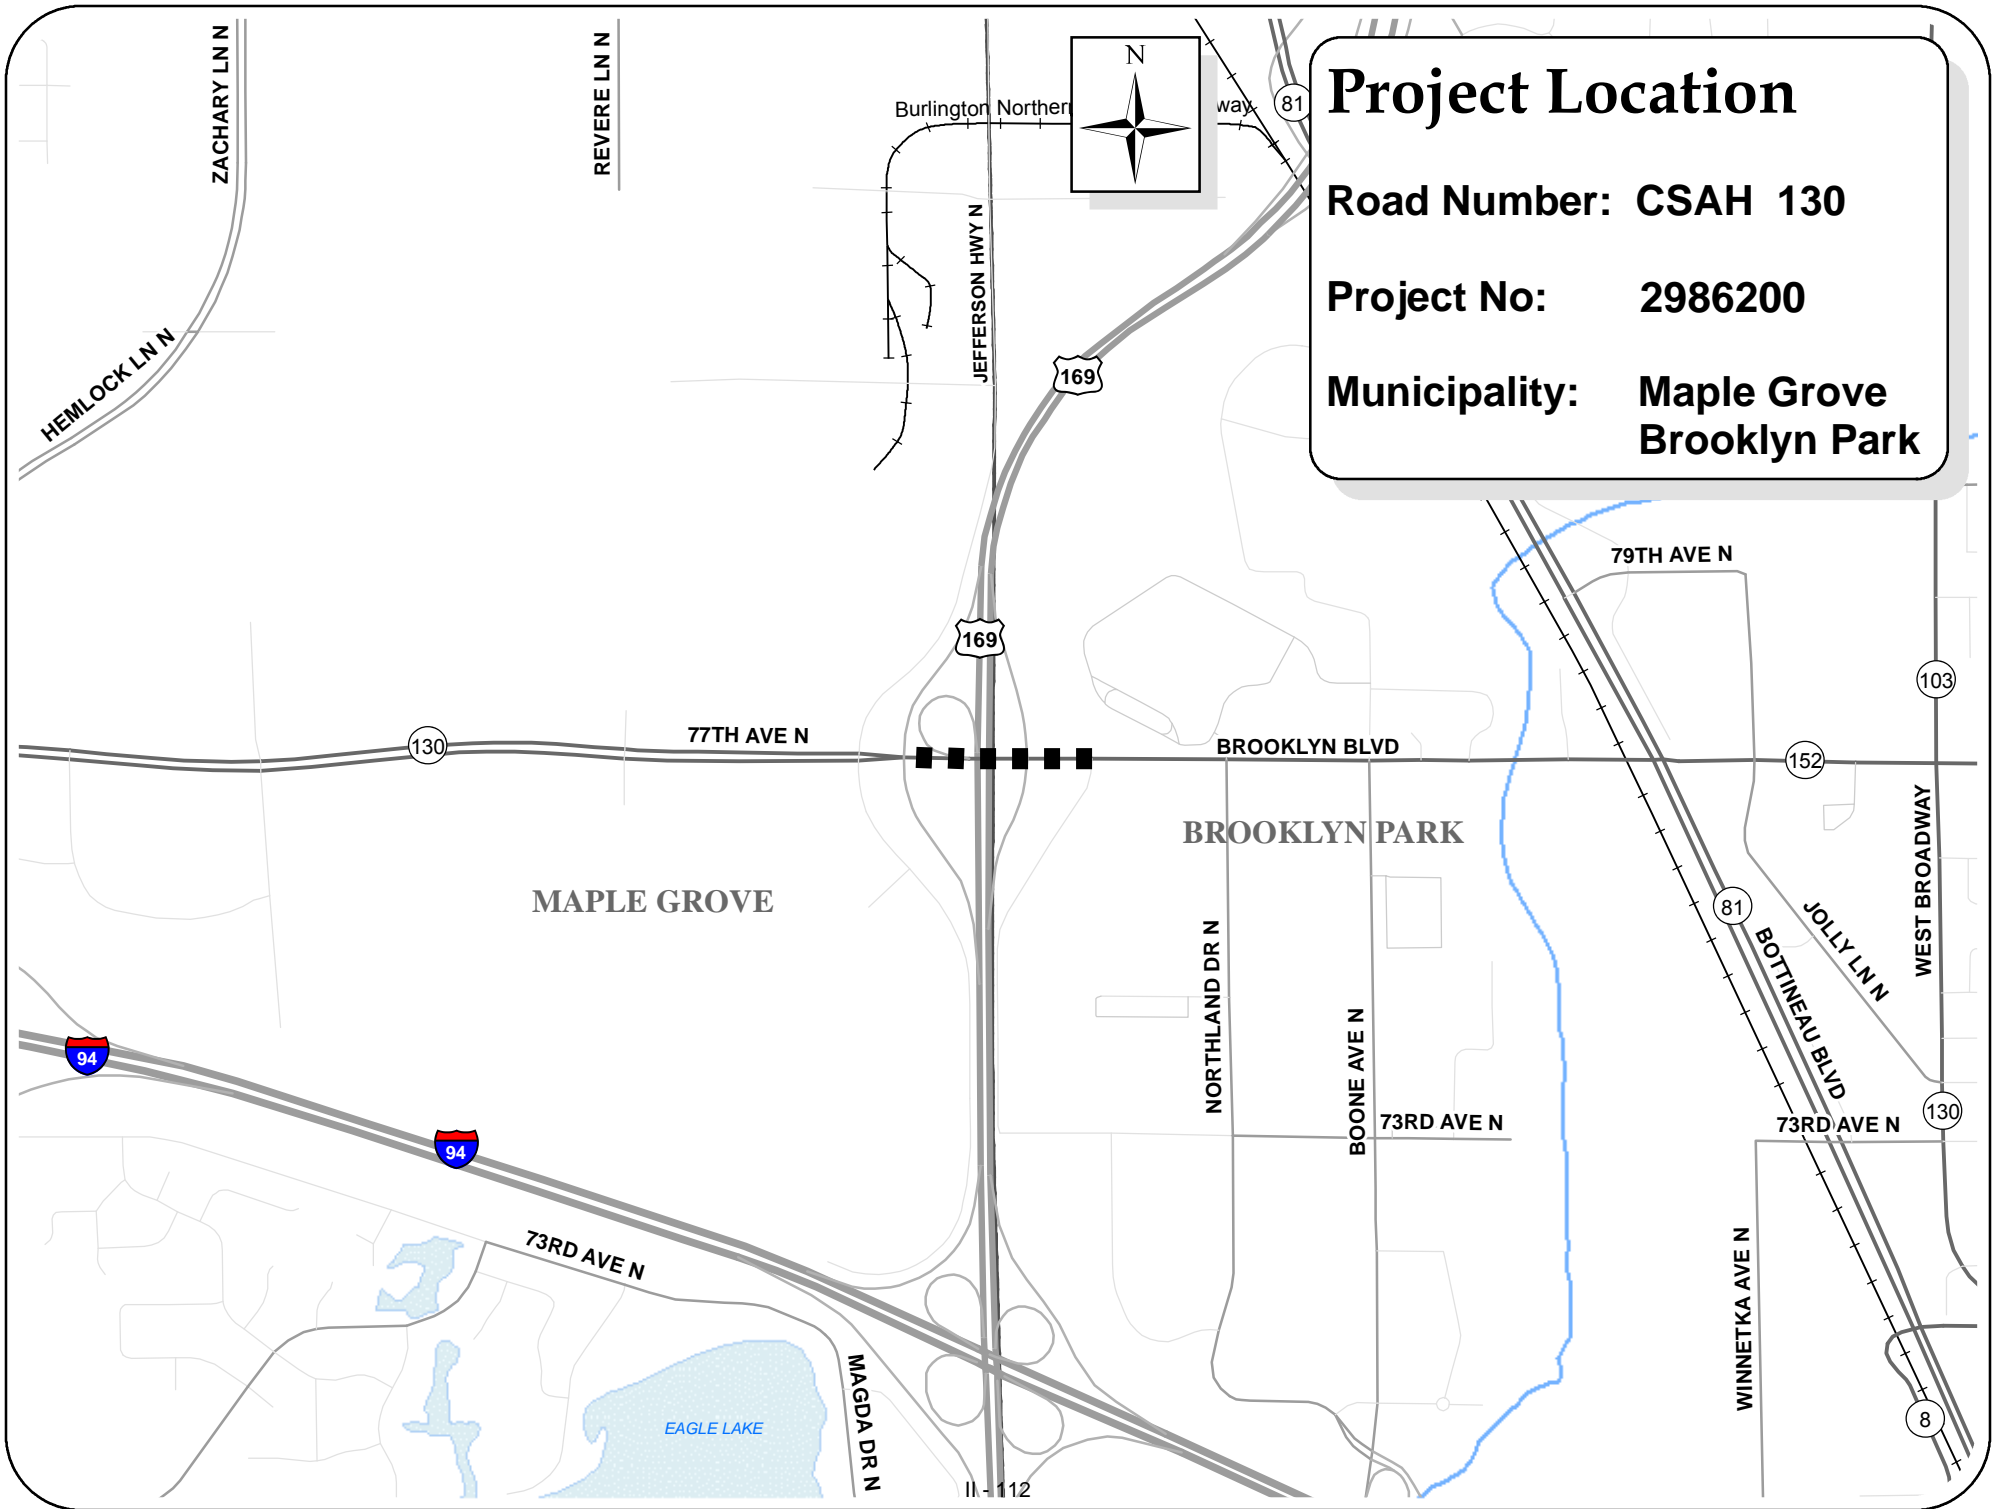 ZACHARY LN N
REVERE LN N
Burlington Norther
way
N
81
Project Location
Road Number: CSAH 130
Project No: 2986200
Municipality: Maple Grove
Brooklyn Park
JEFFERSON HWY N
HEMLOCK LN N
169
79TH AVE N
169
103
130
77TH AVE N
BROOKLYN BLVD
152
BROOKLYN PARK
MAPLE GROVE
WEST BROADWAY
81
JOLLY LN N
BOTTINEAU BLVD
NORTHLAND DR N
BOONE AVE N
94
94
73RD AVE N
73RD AVE N
130
73RD AVE N
WINNETKA AVE N
MAGDA DR N
EAGLE LAKE
8
II - 112